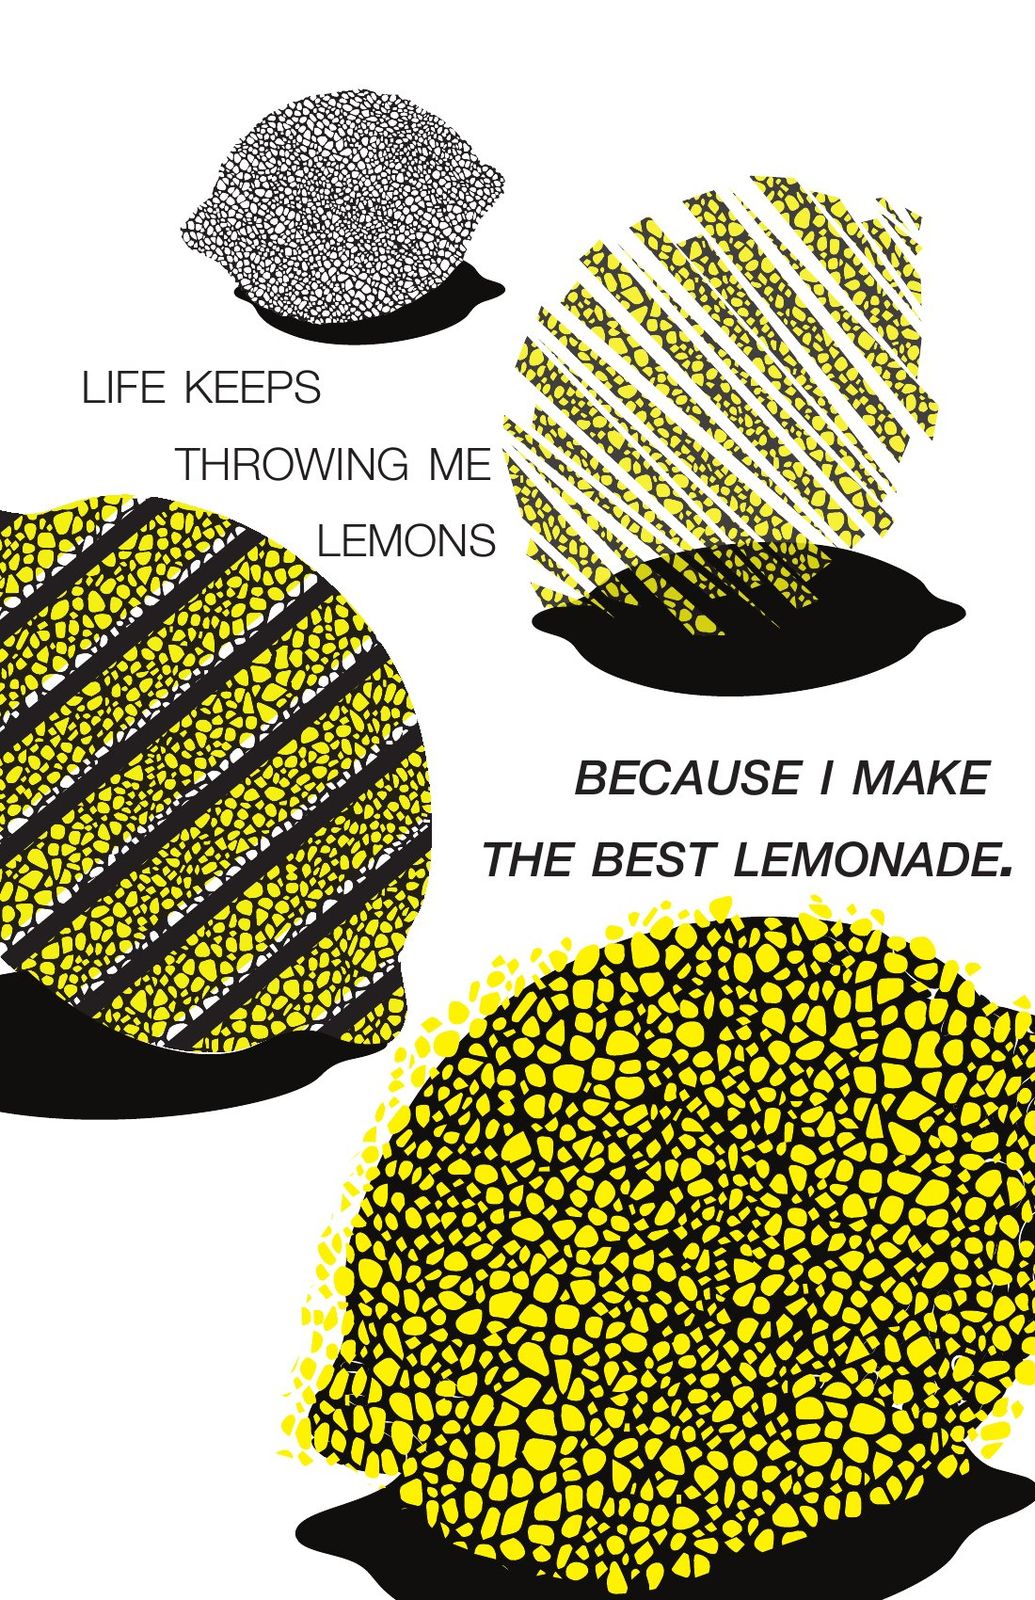 LIFE KEEPS
THROWING ME
LEMONS
BECAUSE I MAKE
THE BEST LEMONADE.